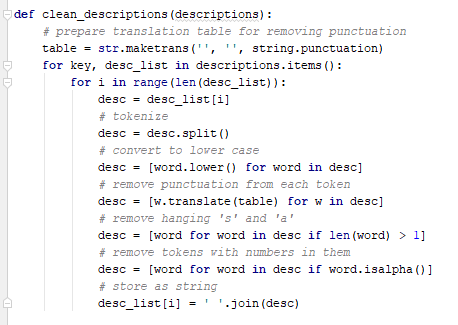 def clean_descriptions(descriptions):
    # prepare translation table for removing punctuation
    table = str.maketrans('', '', string.punctuation)
    for key, desc_list in descriptions.items():
        for i in range(len(desc_list)):
            desc = desc_list[i]
            # tokenize
            desc = desc.split()
            # convert to lower case
            desc = [word.lower() for word in desc]
            # remove punctuation from each token
            desc = [w.translate(table) for w in desc]
            # remove hanging 's' and 'a'
            desc = [word for word in desc if len(word) > 1]
            # remove tokens with numbers in them
            desc = [word for word in desc if word.isalpha()]
            # store as string
            desc_list[i] = ' '.join(desc)